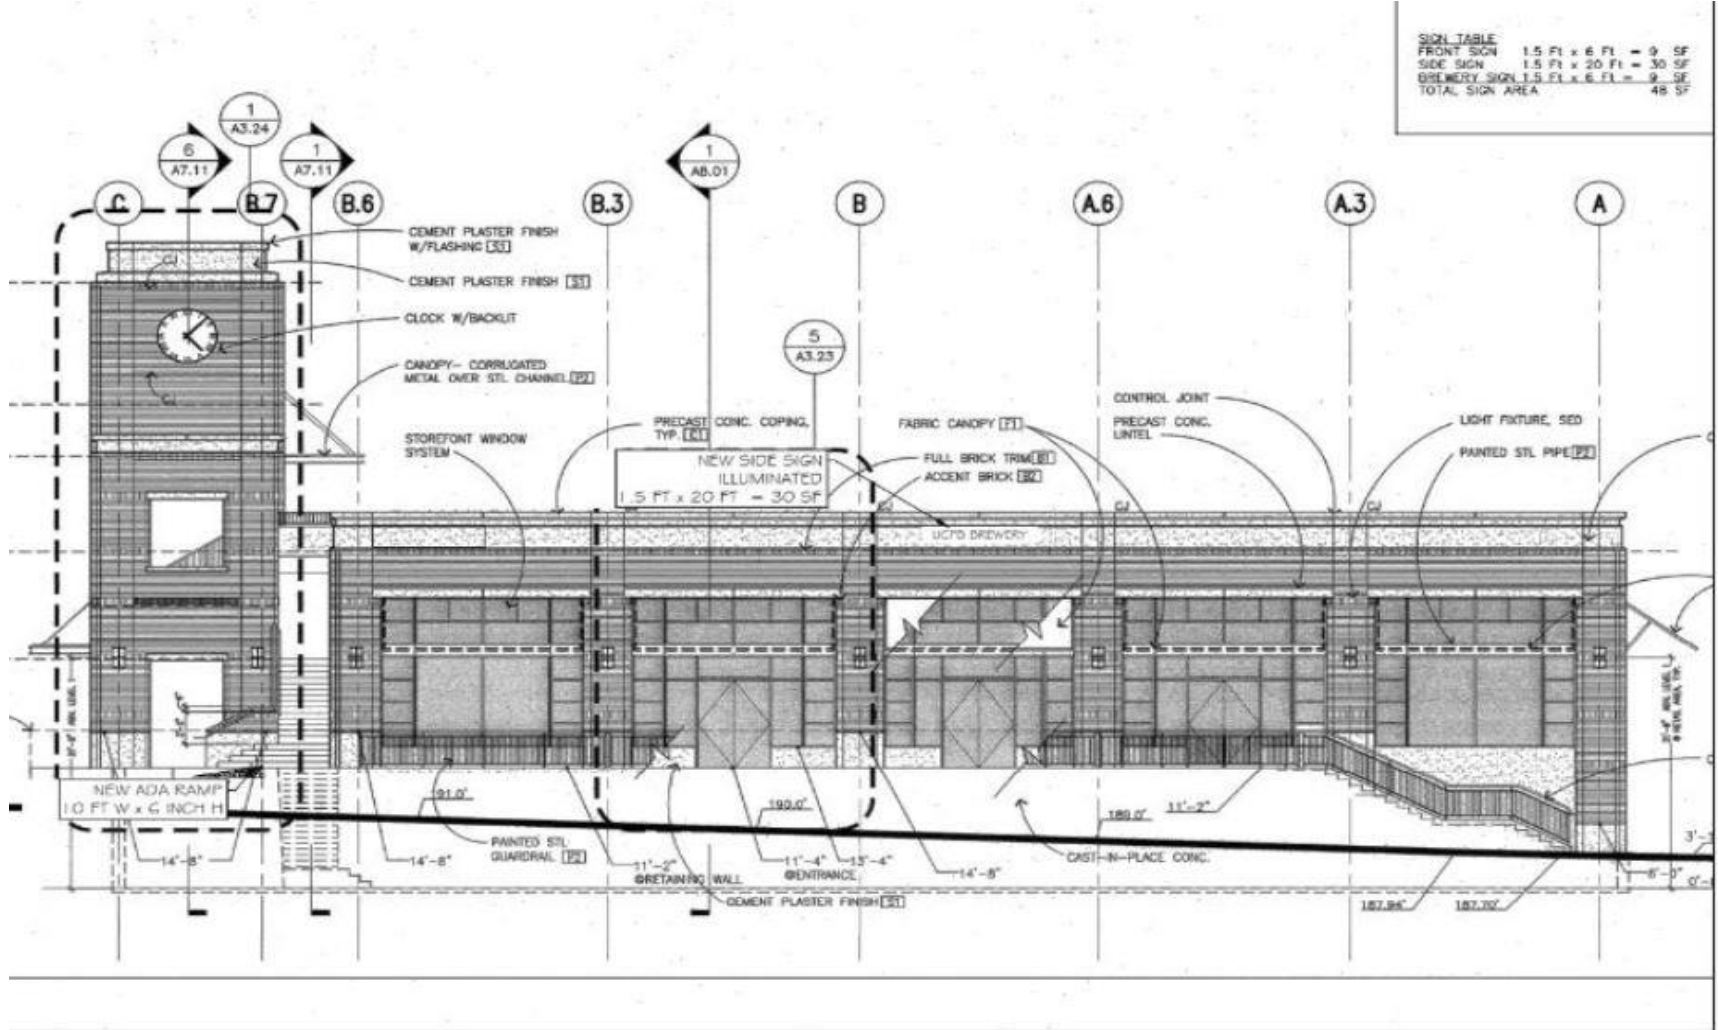 SIGN TABLE
FRONT SIGN 1.5 Ft x 6 Ft = 9 SF
SIDE SIGN 1.5 Ft x 20 Ft = 30 SF
BREWERY SIGN 1.5 Ft x 6 Ft = 9 SF
TOTAL SIGN AREA 48 SF
1
A3.24
6
A7.11
1
A7.11
1
A8.01
C
B.7
B.6
B.3
B
A.6
A.3
A
CEMENT PLASTER FINISH
W/FLASHING S1
CJ
CEMENT PLASTER FINISH S1
CLOCK W/BACKLIT
5
A3.23
CANOPY- CORRUGATED
METAL OVER STL CHANNEL P2
CJ
STOREFONT WINDOW
SYSTEM
PRECAST CONC. COPING,
TYP. C1
FABRIC CANOPY F1
CONTROL JOINT
PRECAST CONC.
LINTEL
LIGHT FIXTURE, SED
PAINTED STL PIPE P2
NEW SIDE SIGN
ILLUMINATED
1.5 FT x 20 FT = 30 SF
FULL BRICK TRIM B1
ACCENT BRICK B2
CJ
CJ
CJ
BREWERY
NEW ADA RAMP
10 FT W x 6 INCH H
91.0'
190.0'
189.0'
11'-2"
14'-8"
14'-8"
PAINTED STL
GUARDRAIL P2
11'-2"
@RETAINING WALL
11'-4"
@ENTRANCE
13'-4"
14'-8"
CAST-IN-PLACE CONC.
CEMENT PLASTER FINISH S1
187.94'
187.70'